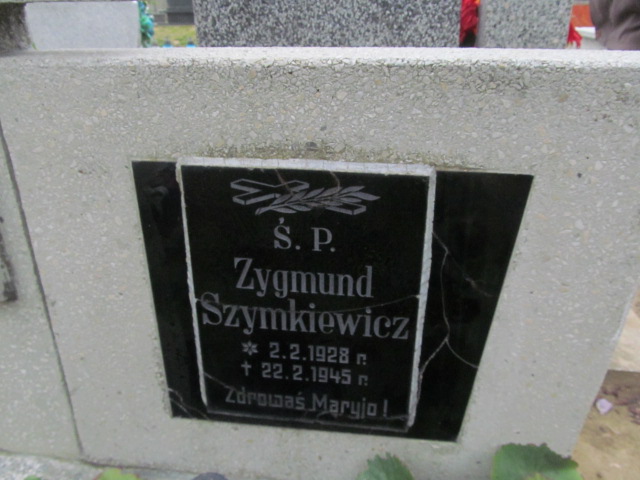 Ś. P.
Zygmund
Szymkiewicz
* 2.2.1928 r.
† 22.2.1945 r.
Zdrowaś Maryjo!